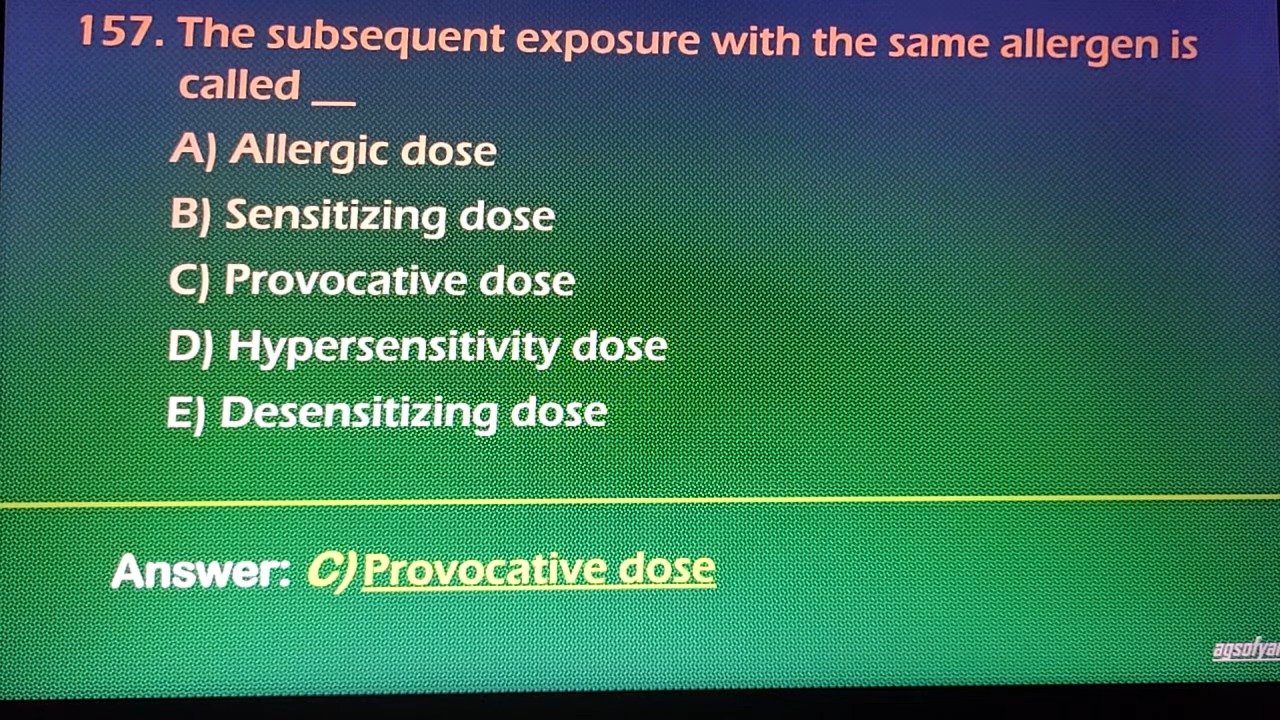 157. The subsequent exposure with the same allergen is
called __
A) Allergic dose
B) Sensitizing dose
C) Provocative dose
D) Hypersensitivity dose
E) Desensitizing dose
Answer: C) Provocative dose